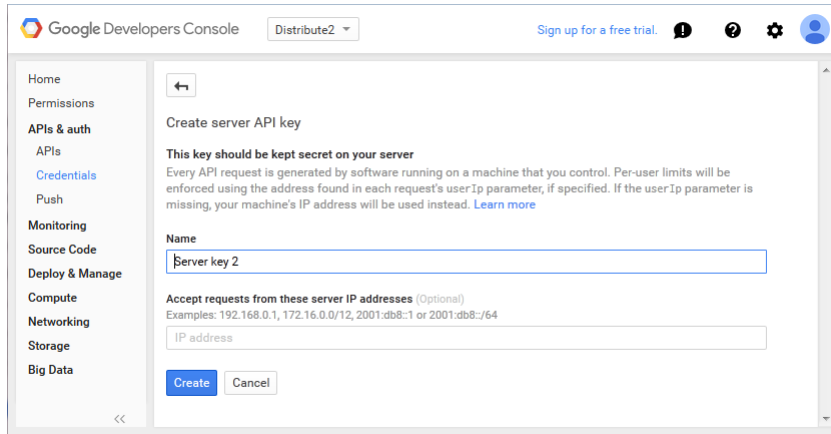 Google Developers Console
Distribute2
Sign up for a free trial.
Home
Permissions
APIs & auth
APIs
Credentials
Push
Monitoring
Source Code
Deploy & Manage
Compute
Networking
Storage
Big Data
<<
Create server API key
This key should be kept secret on your server
Every API request is generated by software running on a machine that you control. Per-user limits will be
enforced using the address found in each request's userIp parameter, if specified. If the userIp parameter is
missing, your machine's IP address will be used instead. Learn more
Name
Server key 2
Accept requests from these server IP addresses (Optional)
Examples: 192.168.0.1, 172.16.0.0/12, 2001:db8::1 or 2001:db8::/64
IP address
Create Cancel